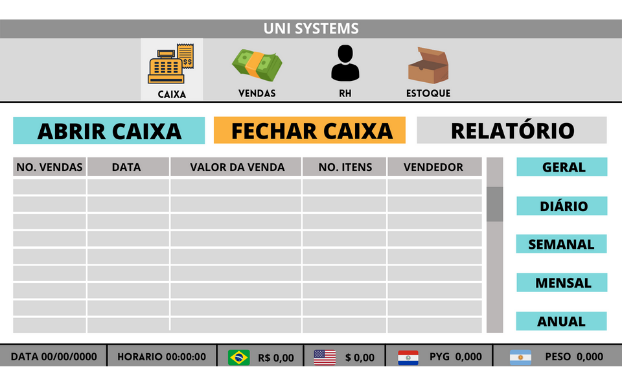 UNI SYSTEMS
$$
CAIXA VENDAS RH ESTOQUE
ABRIR CAIXA FECHAR CAIXA RELATÓRIO
NO. VENDAS DATA VALOR DA VENDA NO. ITENS VENDEDOR GERAL
DIÁRIO
SEMANAL
MENSAL
ANUAL
DATA 00/00/0000 HORARIO 00:00:00 R$ 0,00 $ 0,00 PYG 0,000 PESO 0,000